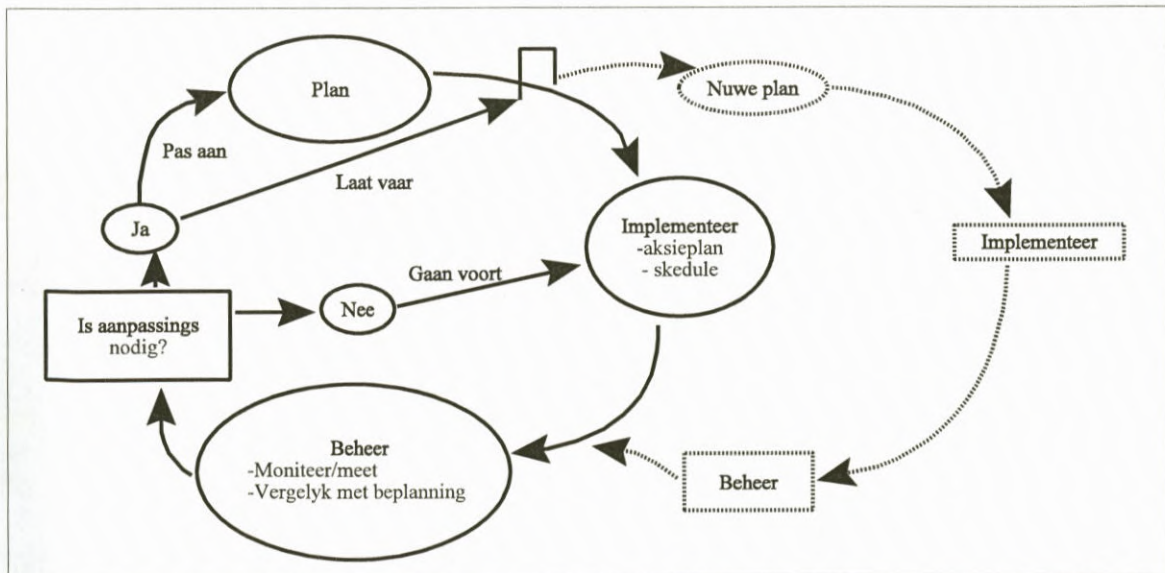 Plan
Nuwe plan
Pas aan
Laat vaar
Ja
Implementeer
-aksieplan
- skedule
Implementeer
Gaan voort
Nee
Is aanpassings
nodig?
Beheer
-Moniteer/meet
-Vergelyk met beplanning
Beheer